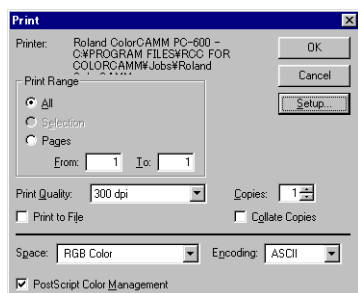 Print
Printer: Roland ColorCAMM PC-600 -
C:¥PROGRAM FILES¥RCC FOR
COLORCAMM¥Jobs¥Roland
OK
Cancel
Setup...
Print Range
All
Selection
Pages
From: 1 To: 1
Print Quality: 300 dpi
Copies: 1
Print to File
Collate Copies
Space: RGB Color
Encoding: ASCII
PostScript Color Management